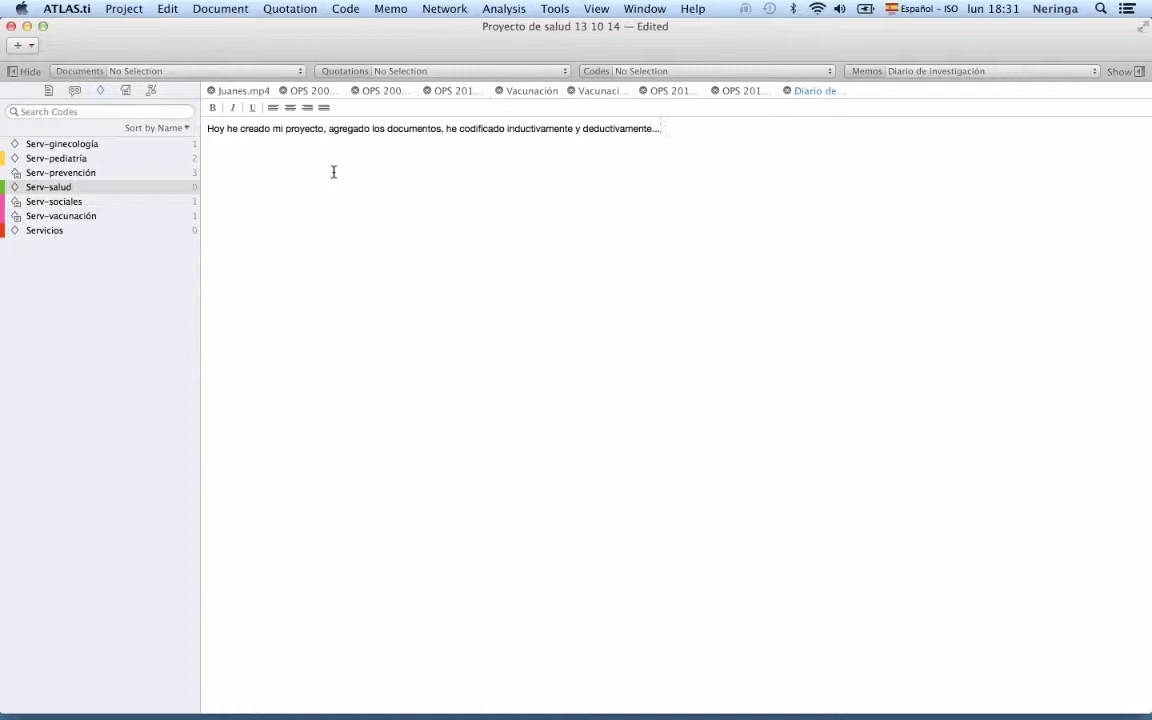 ATLAS.ti Project Edit Document Quotation Code Memo Network Analysis Tools View Window Help Español – ISO lun 18:31 Neringa
Proyecto de salud 13 10 14 — Edited
Hide Documents No Selection Quotations No Selection Codes No Selection Memos Diario de investigación Show
Juanes.mp4 OPS 200... OPS 200... OPS 201... Vacunación Vacunaci... OPS 201... OPS 201... Diario de...
Search Codes
B I U
Sort by Name
Hoy he creado mi proyecto, agregado los documentos, he codificado inductivamente y deductivamente...
Serv-ginecología 1
Serv-pediatría 2
Serv-prevención 3
Serv-salud 0
Serv-sociales 1
Serv-vacunación 1
Servicios 0